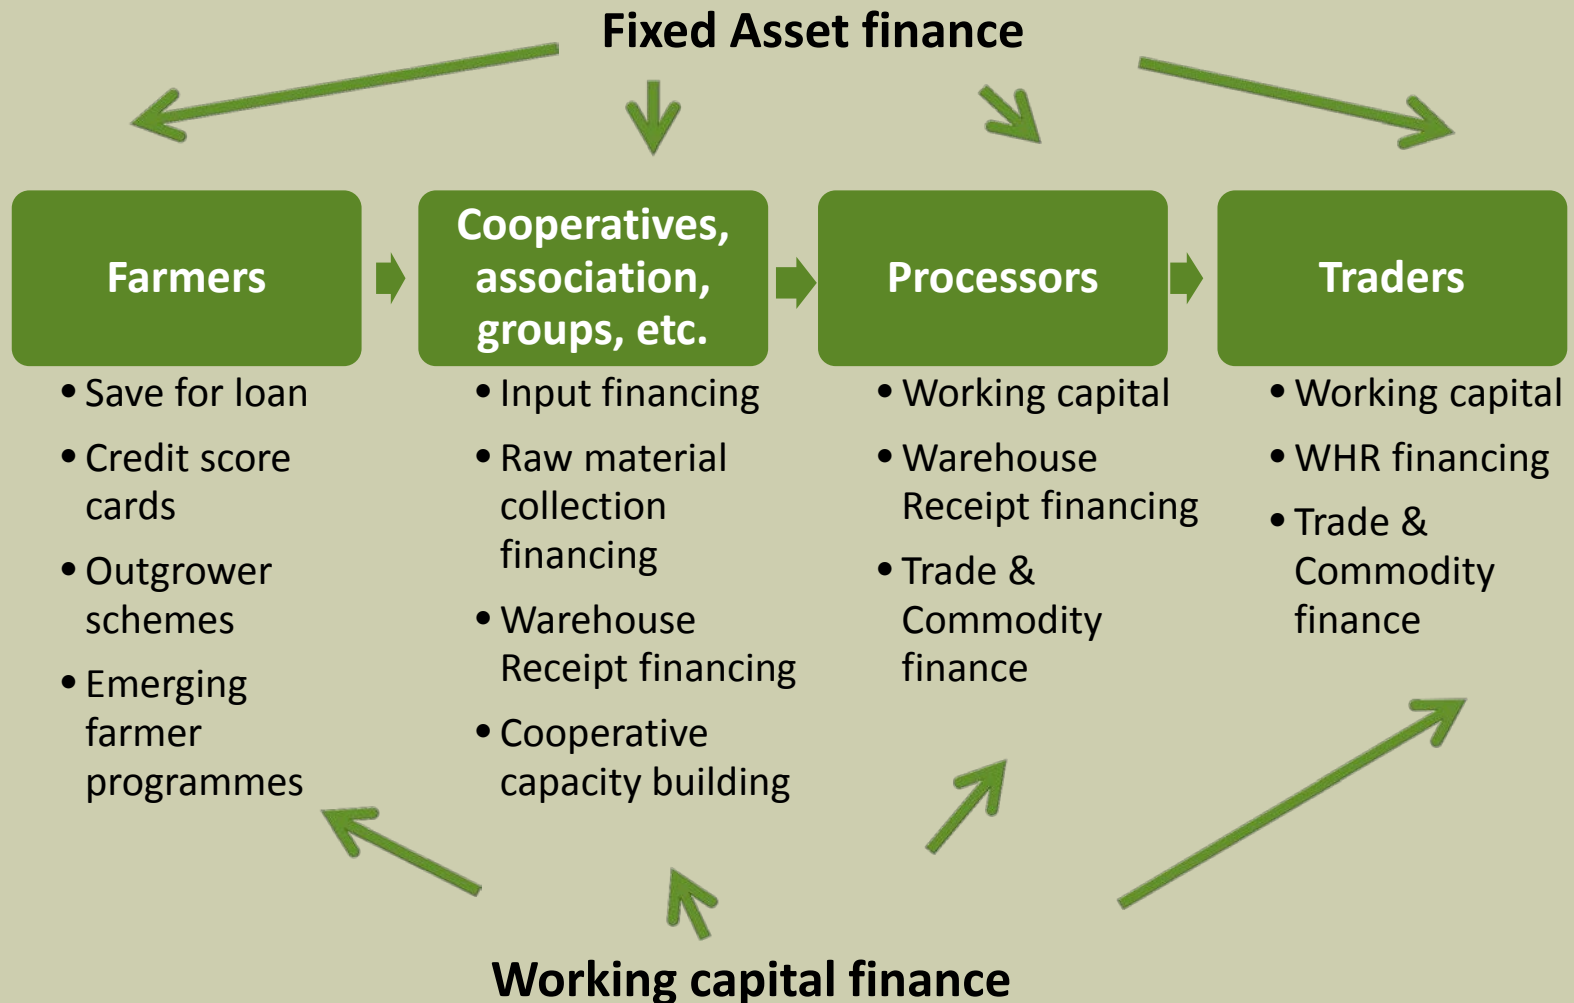 Fixed Asset finance
Farmers
Cooperatives,
association,
groups, etc.
Processors
Traders
• Save for loan
• Credit score
cards
• Outgrower
schemes
• Emerging
farmer
programmes
• Input financing
• Raw material
collection
financing
• Warehouse
Receipt financing
• Cooperative
capacity building
• Working capital
• Warehouse
Receipt financing
• Trade &
Commodity
finance
• Working capital
• WHR financing
• Trade &
Commodity
finance
Working capital finance